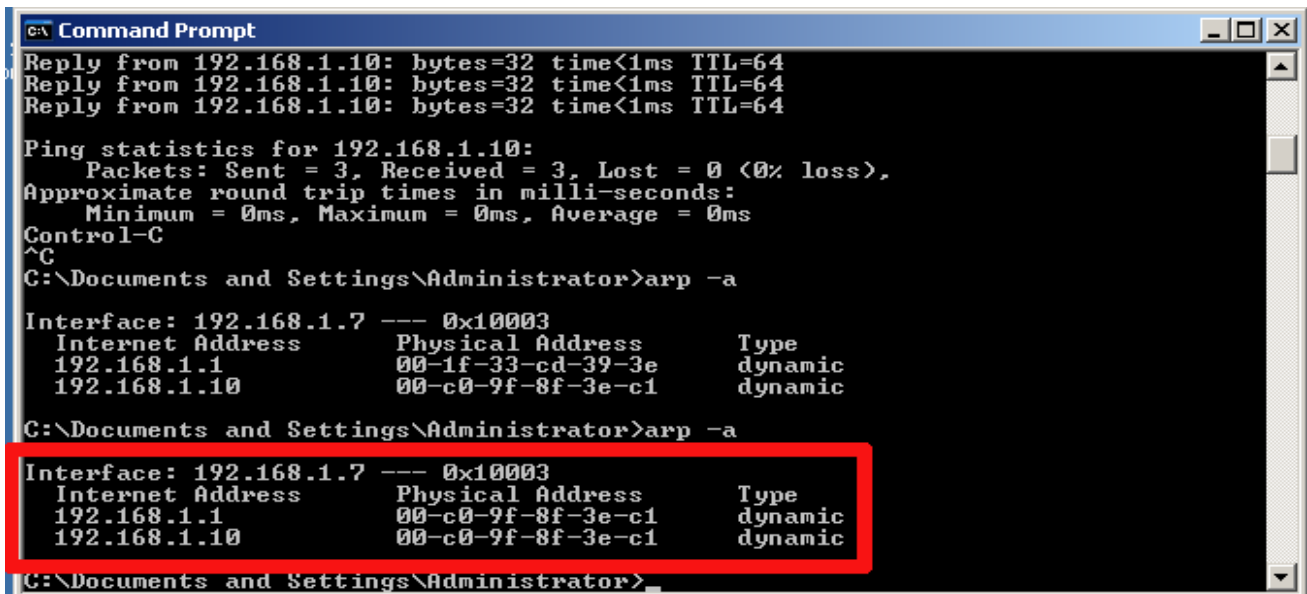 Command Prompt
Reply from 192.168.1.10: bytes=32 time<1ms TTL=64
Reply from 192.168.1.10: bytes=32 time<1ms TTL=64
Reply from 192.168.1.10: bytes=32 time<1ms TTL=64
Ping statistics for 192.168.1.10:
    Packets: Sent = 3, Received = 3, Lost = 0 (0% loss),
Approximate round trip times in milli-seconds:
    Minimum = 0ms, Maximum = 0ms, Average = 0ms
Control-C
^C
C:\Documents and Settings\Administrator>arp -a
Interface: 192.168.1.7 --- 0x10003
  Internet Address      Physical Address      Type
  192.168.1.1           00-1f-33-cd-39-3e     dynamic
  192.168.1.10          00-c0-9f-8f-3e-c1     dynamic
C:\Documents and Settings\Administrator>arp -a
Interface: 192.168.1.7 --- 0x10003
  Internet Address      Physical Address      Type
  192.168.1.1           00-c0-9f-8f-3e-c1     dynamic
  192.168.1.10          00-c0-9f-8f-3e-c1     dynamic
C:\Documents and Settings\Administrator>_